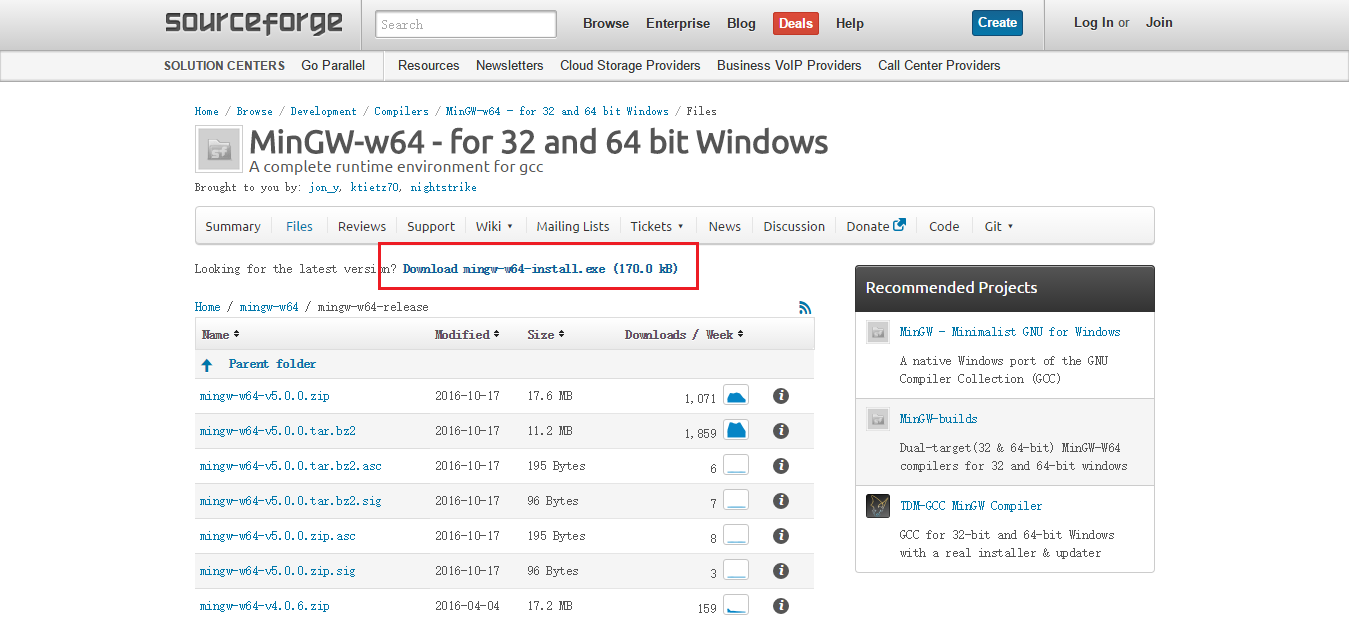 sourceforge Search Browse Enterprise Blog Deals Help Create Log In or Join
SOLUTION CENTERS Go Parallel Resources Newsletters Cloud Storage Providers Business VoIP Providers Call Center Providers
Home / Browse / Development / Compilers / MinGW-w64 - for 32 and 64 bit Windows / Files
MinGW-w64 - for 32 and 64 bit Windows
A complete runtime environment for gcc
Brought to you by: jon_y, ktietz70, nightstrike
Summary Files Reviews Support Wiki ▾ Mailing Lists Tickets ▾ News Discussion Donate Code Git ▾
Looking for the latest version? Download mingw-w64-install.exe (170.0 kB)
Home / mingw-w64 / mingw-w64-release
Name Modified Size Downloads / Week
Parent folder
mingw-w64-v5.0.0.zip 2016-10-17 17.6 MB 1,071
mingw-w64-v5.0.0.tar.bz2 2016-10-17 11.2 MB 1,859
mingw-w64-v5.0.0.tar.bz2.asc 2016-10-17 195 Bytes 6
mingw-w64-v5.0.0.tar.bz2.sig 2016-10-17 96 Bytes 7
mingw-w64-v5.0.0.zip.asc 2016-10-17 195 Bytes 8
mingw-w64-v5.0.0.zip.sig 2016-10-17 96 Bytes 3
mingw-w64-v4.0.6.zip 2016-04-04 17.2 MB 159
Recommended Projects
MinGW - Minimalist GNU for Windows
A native Windows port of the GNU
Compiler Collection (GCC)
MinGW-builds
Dual-target(32 & 64-bit) MinGW-W64
compilers for 32 and 64-bit windows
TDM-GCC MinGW Compiler
GCC for 32-bit and 64-bit Windows
with a real installer & updater